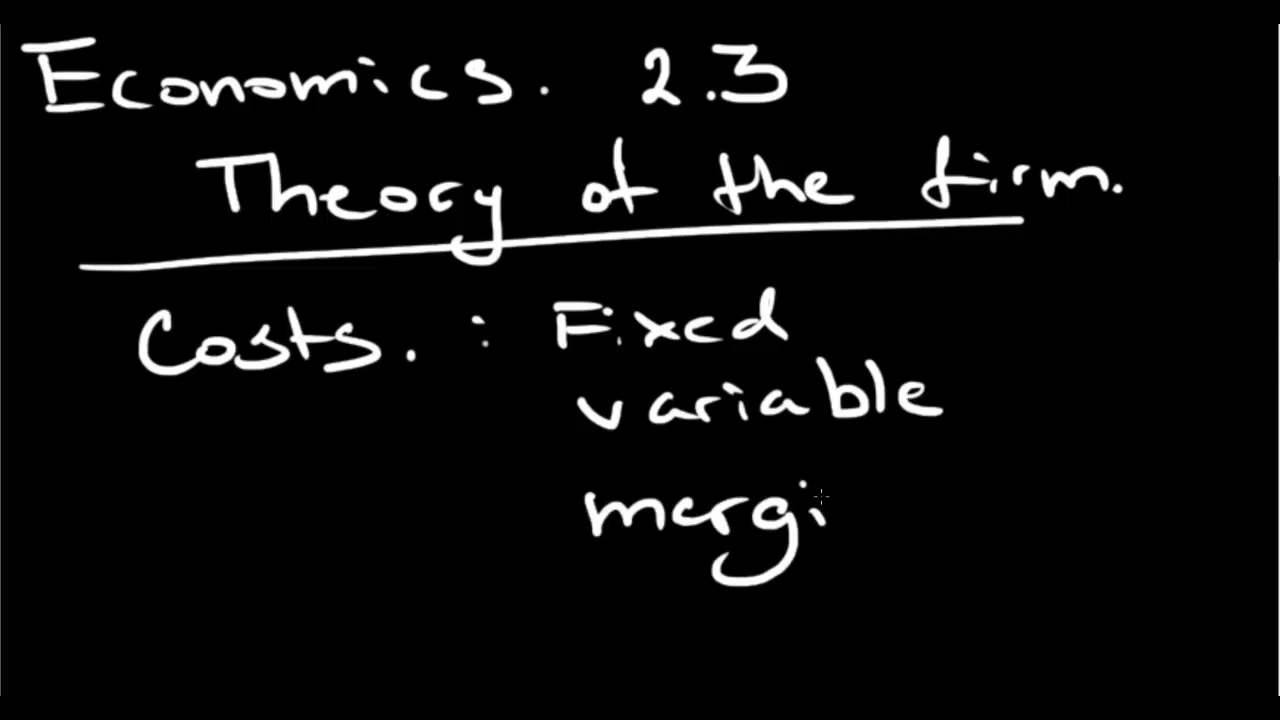 Economics. 2.3
Theory of the firm.
Costs. : Fixed
variable
margi